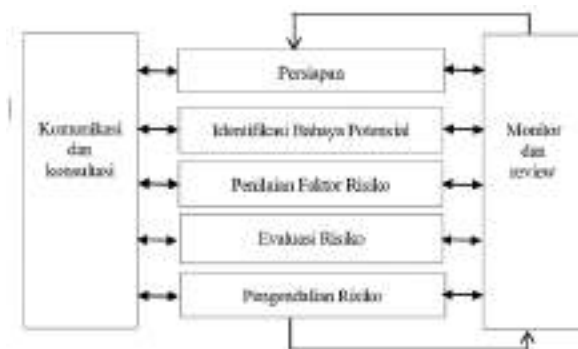 Persiapan
Komunikasi
dan
konsultasi
Identifikasi Bahaya Potensial
Monitor
dan
review
Penilaian Faktor Risiko
Evaluasi Risiko
Pengendalian Risiko